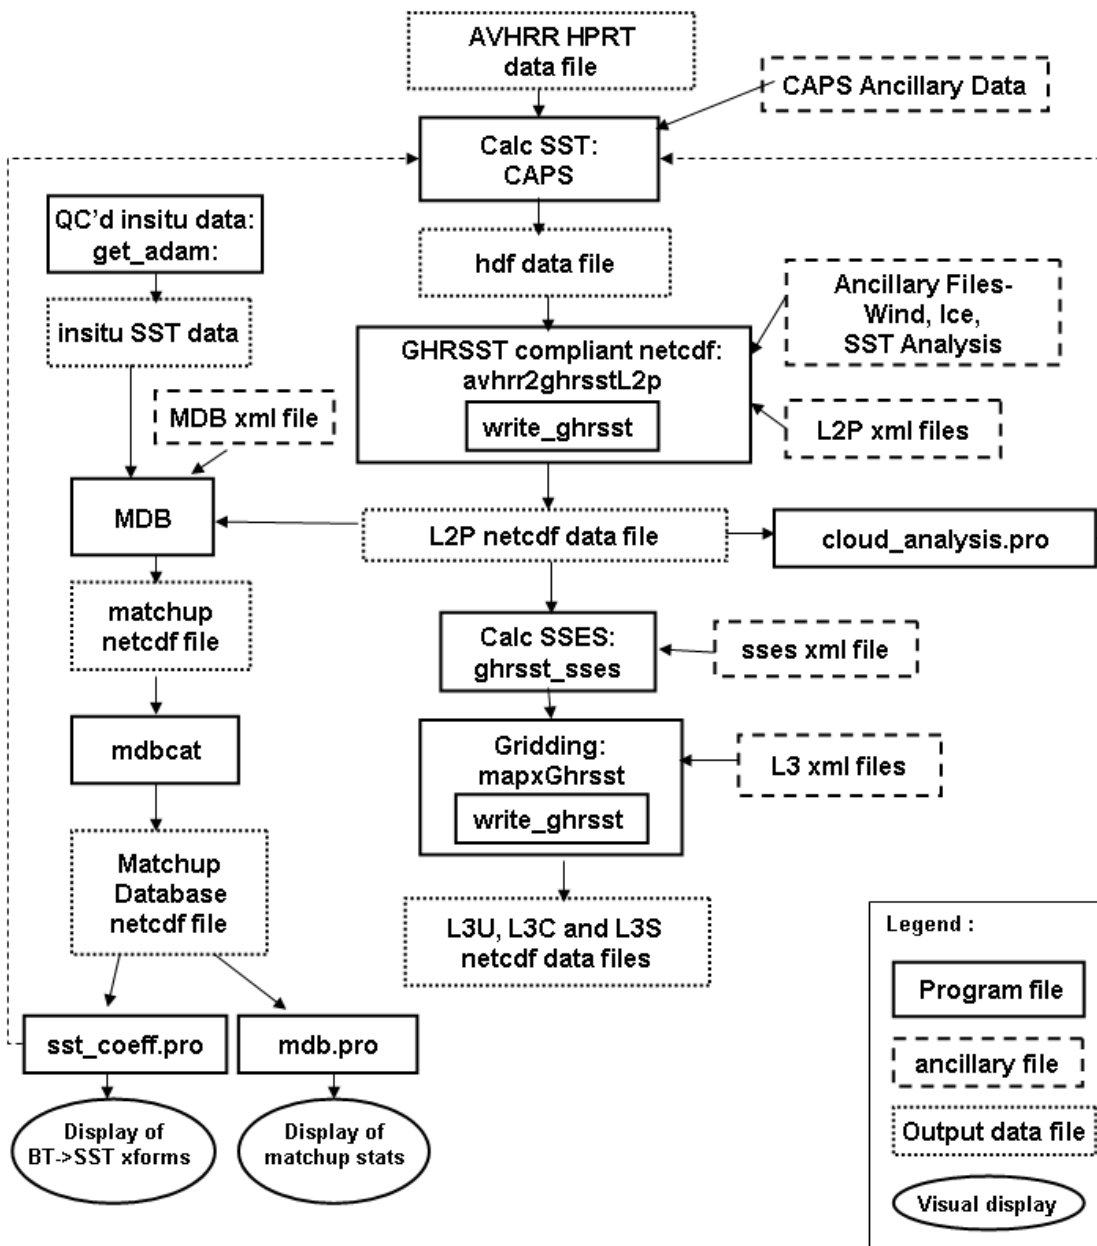 AVHRR HPRT
data file
CAPS Ancillary Data
Calc SST:
CAPS
QC'd insitu data:
get_adam:
hdf data file
Ancillary Files-
Wind, Ice,
SST Analysis
insitu SST data
GHRSST compliant netcdf:
avhrr2ghrsstL2p
write_ghrsst
MDB xml file
L2P xml files
MDB
L2P netcdf data file
cloud_analysis.pro
matchup
netcdf file
Calc SSES:
ghrsst_sses
sses xml file
mdbcat
Gridding:
mapxGhrsst
write_ghrsst
L3 xml files
Matchup
Database
netcdf file
L3U, L3C and L3S
netcdf data files
sst_coeff.pro
mdb.pro
Display of
BT->SST xforms
Display of
matchup stats
Legend :
Program file
ancillary file
Output data file
Visual display